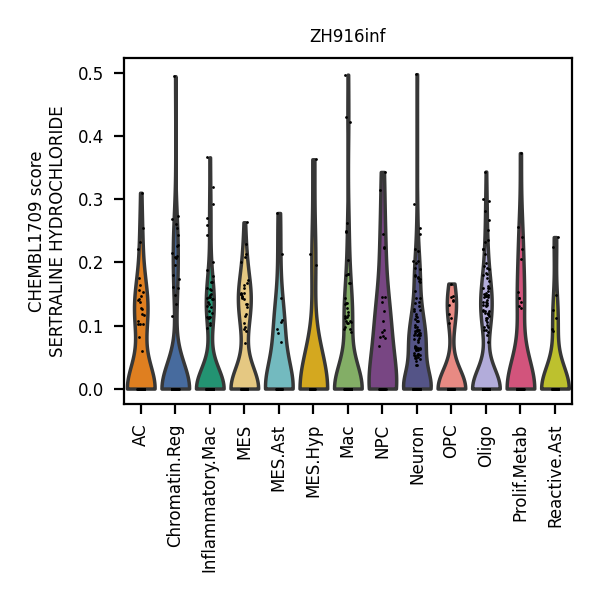 ZH916inf
CHEMBL1709 score
SERTRALINE HYDROCHLORIDE
0.5
0.4
0.3
0.2
0.1
0.0
AC
Chromatin.Reg
Inflammatory.Mac
MES
MES.Ast
MES.Hyp
Mac
NPC
Neuron
OPC
Oligo
Prolif.Metab
Reactive.Ast